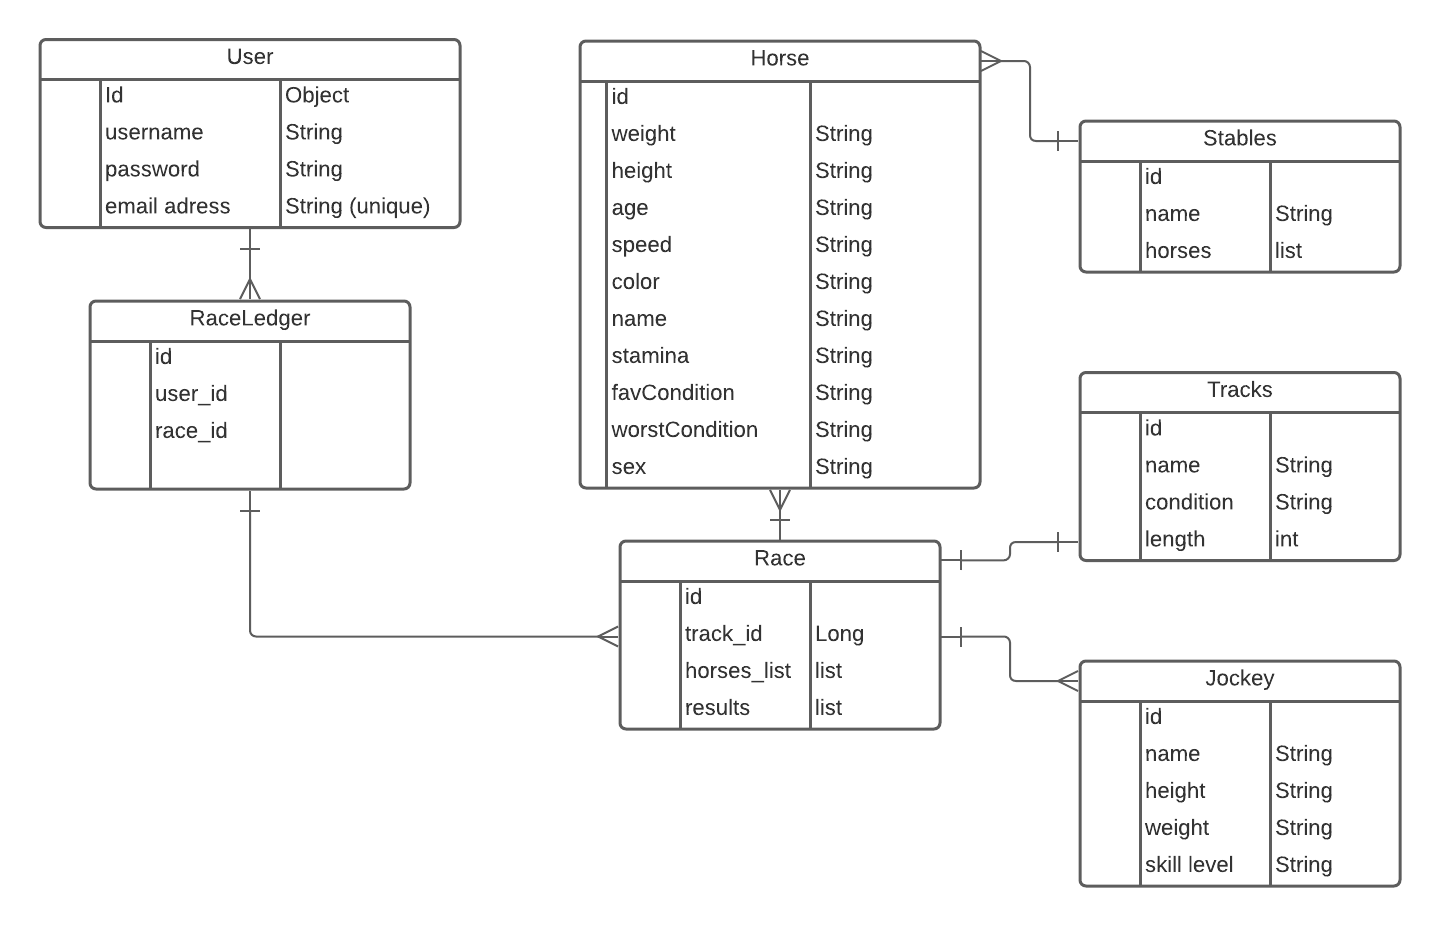 User
Id Object
username String
password String
email adress String (unique)
RaceLedger
id
user_id
race_id
Horse
id
weight String
height String
age String
speed String
color String
name String
stamina String
favCondition String
worstCondition String
sex String
Stables
id
name String
horses list
Tracks
id
name String
condition String
length int
Race
id
track_id Long
horses_list list
results list
Jockey
id
name String
height String
weight String
skill level String